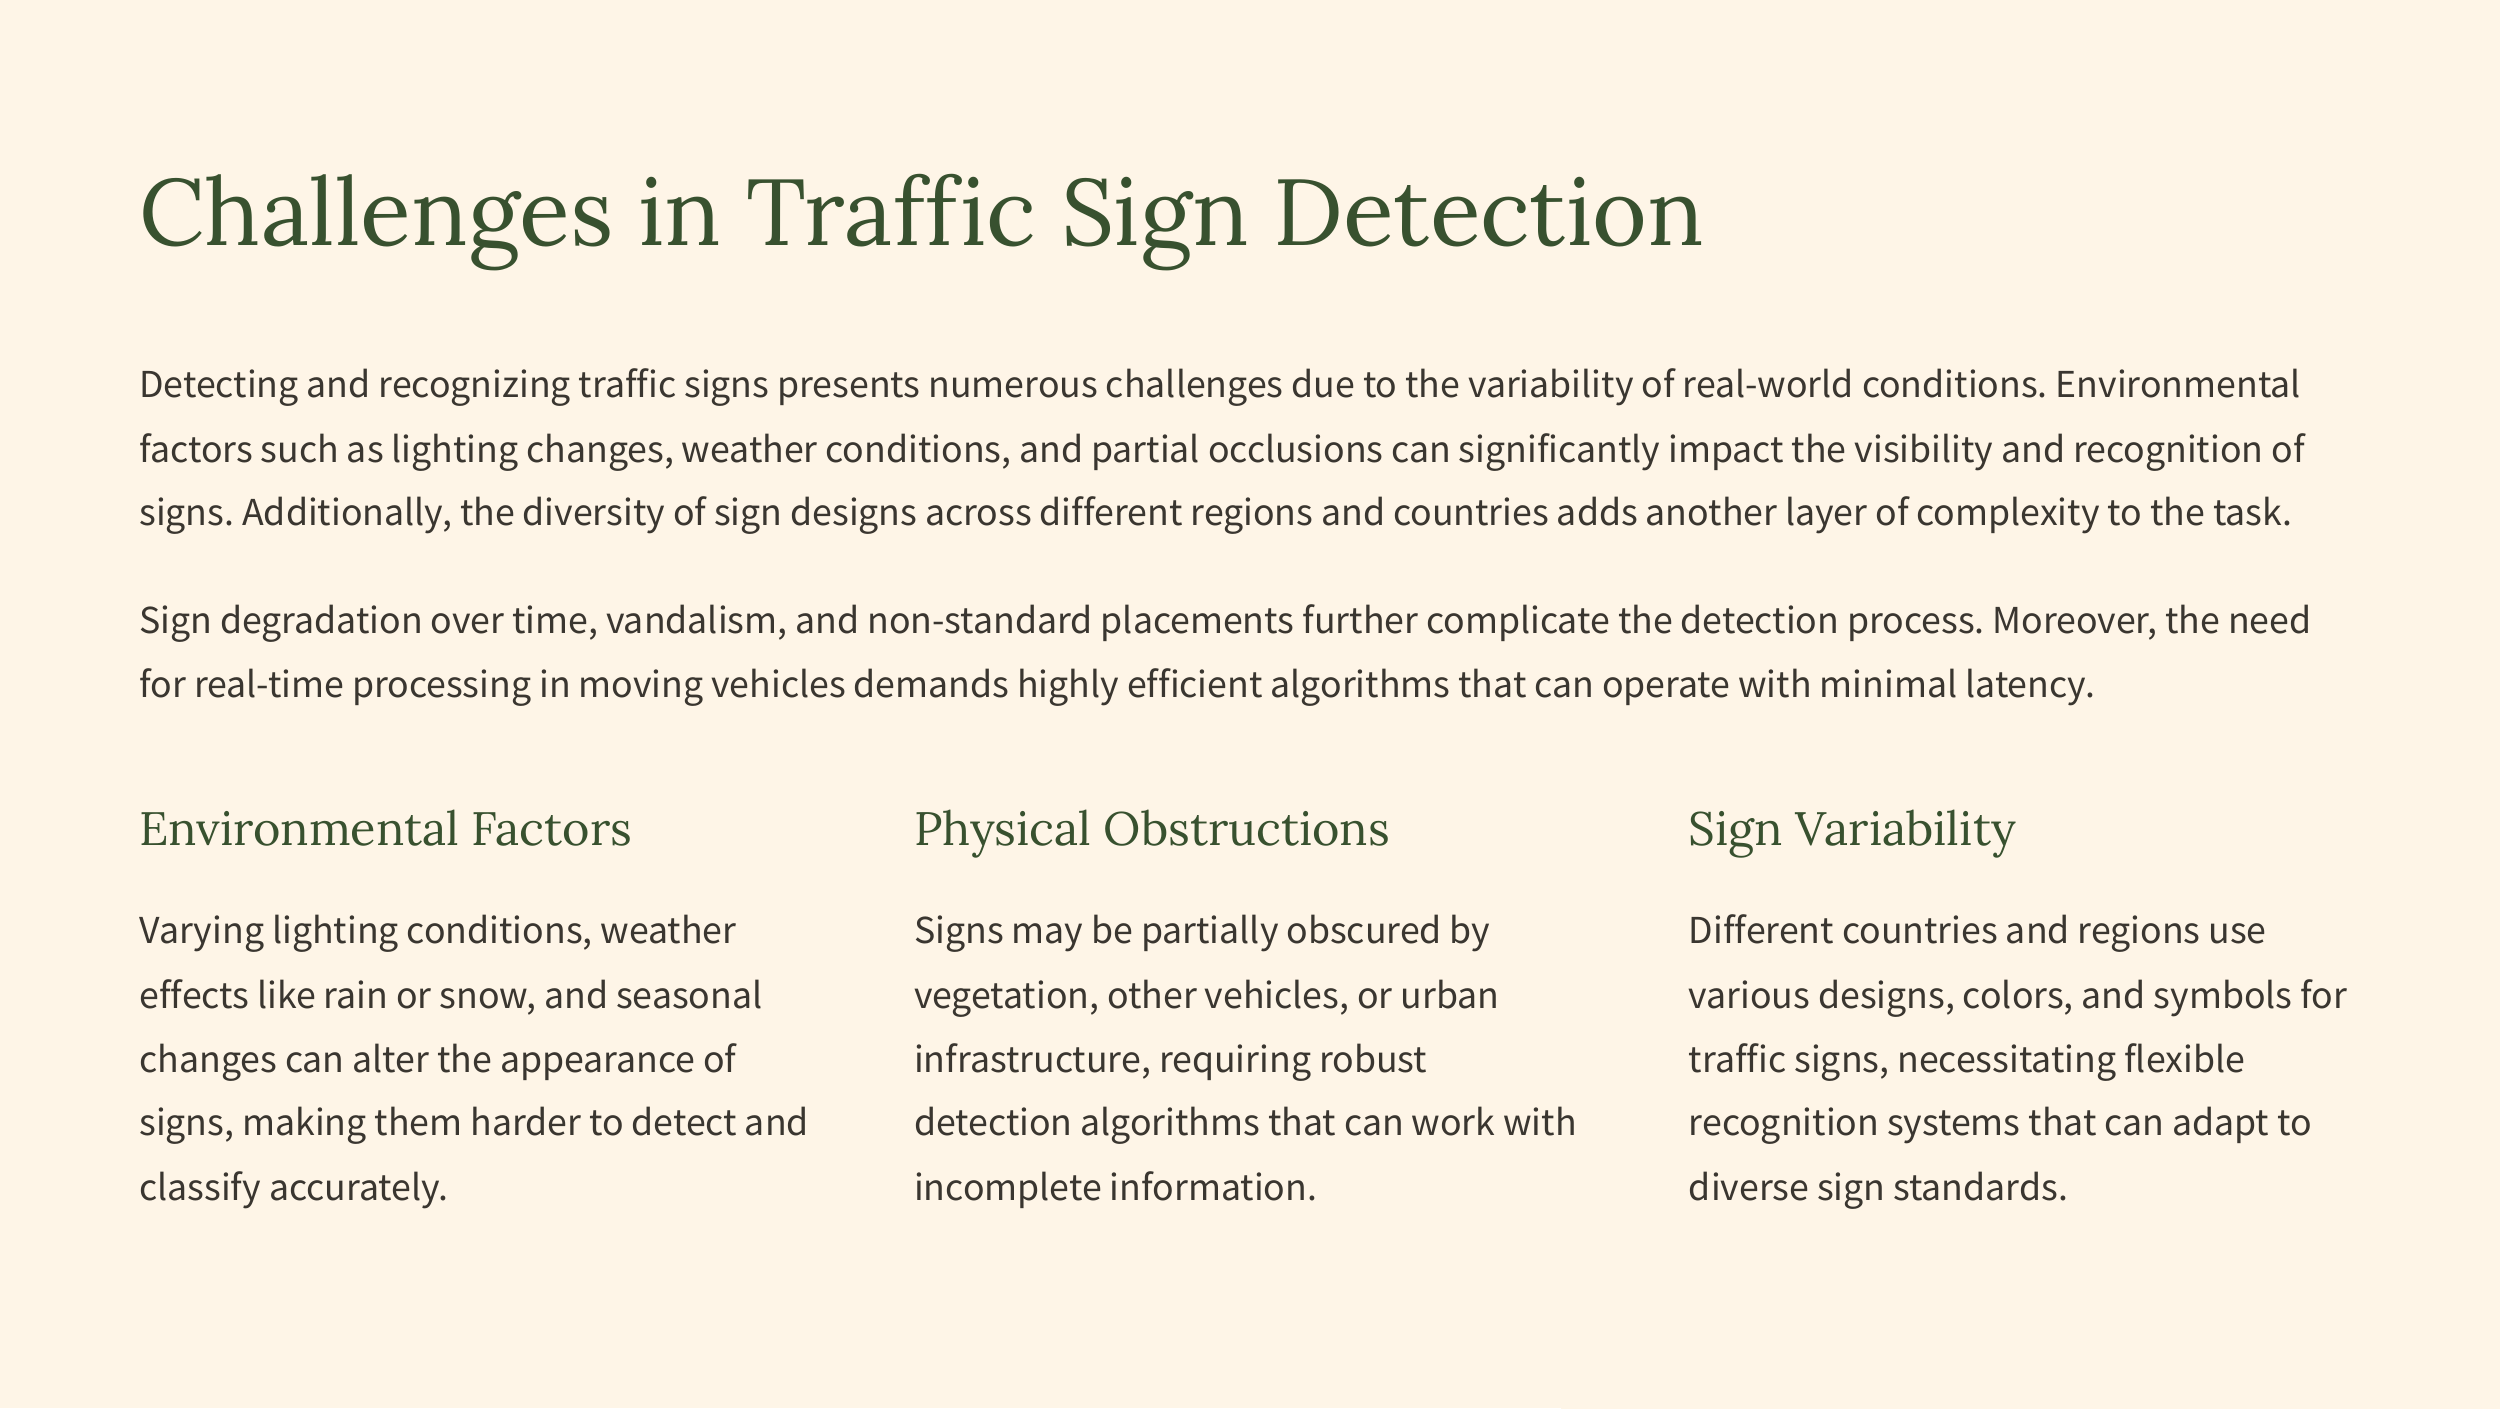 Challenges in Traffic Sign Detection
Detecting and recognizing traffic signs presents numerous challenges due to the variability of real-world conditions. Environmental
factors such as lighting changes, weather conditions, and partial occlusions can significantly impact the visibility and recognition of
signs. Additionally, the diversity of sign designs across different regions and countries adds another layer of complexity to the task.
Sign degradation over time, vandalism, and non-standard placements further complicate the detection process. Moreover, the need
for real-time processing in moving vehicles demands highly efficient algorithms that can operate with minimal latency.
Environmental Factors
Varying lighting conditions, weather
effects like rain or snow, and seasonal
changes can alter the appearance of
signs, making them harder to detect and
classify accurately.
Physical Obstructions
Signs may be partially obscured by
vegetation, other vehicles, or urban
infrastructure, requiring robust
detection algorithms that can work with
incomplete information.
Sign Variability
Different countries and regions use
various designs, colors, and symbols for
traffic signs, necessitating flexible
recognition systems that can adapt to
diverse sign standards.